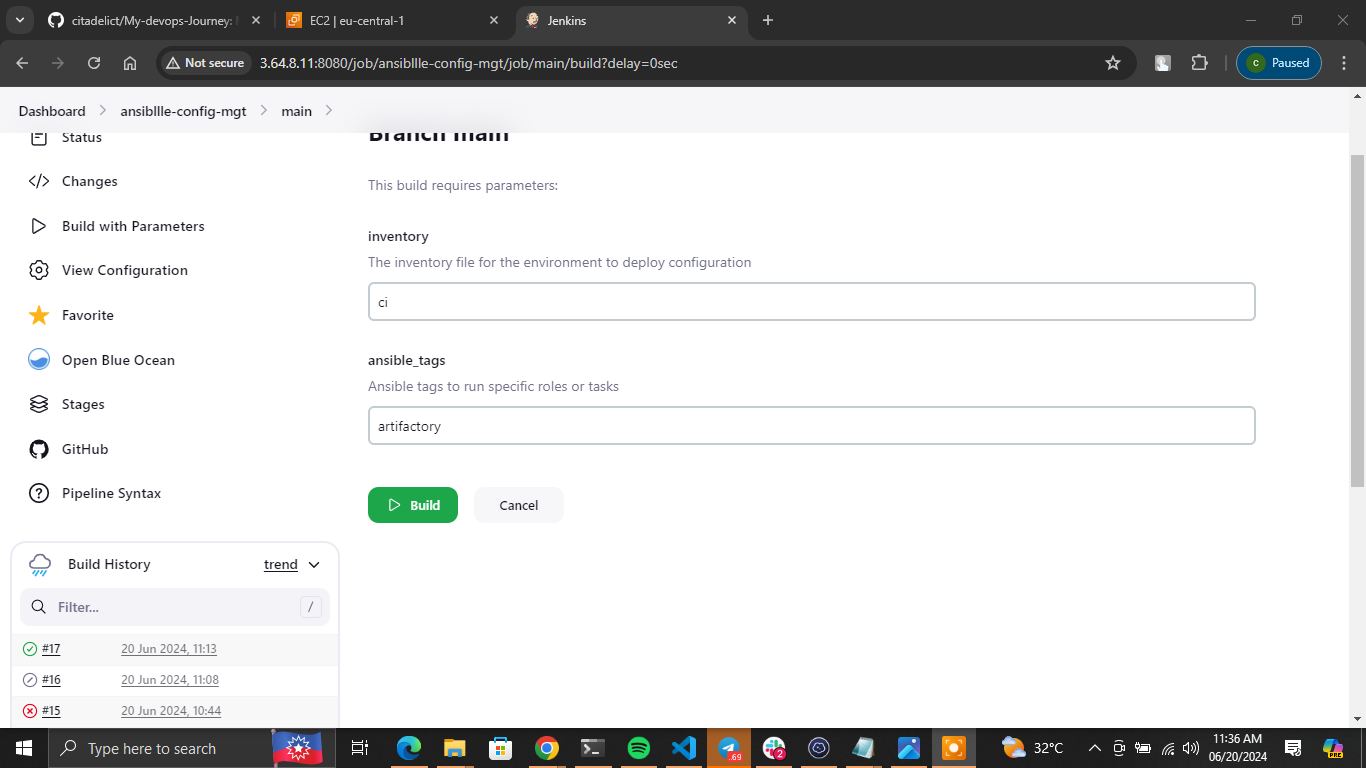 citadelict/My-devops-Journey:
EC2 | eu-central-1
Jenkins
Not secure
3.64.8.11:8080/job/ansibllle-config-mgt/job/main/build?delay=0sec
C
Paused
Dashboard
ansibllle-config-mgt
main
Status
Changes
Build with Parameters
View Configuration
Favorite
Open Blue Ocean
Stages
GitHub
Pipeline Syntax
Build History
trend
Filter...
/
#17
20 Jun 2024, 11:13
#16
20 Jun 2024, 11:08
#15
20 Jun 2024, 10:44
Branch main
This build requires parameters:
inventory
The inventory file for the environment to deploy configuration
ci
ansible_tags
Ansible tags to run specific roles or tasks
artifactory
Build
Cancel
Type here to search
.69
2
32°C
11:36 AM
06/20/2024
PRE